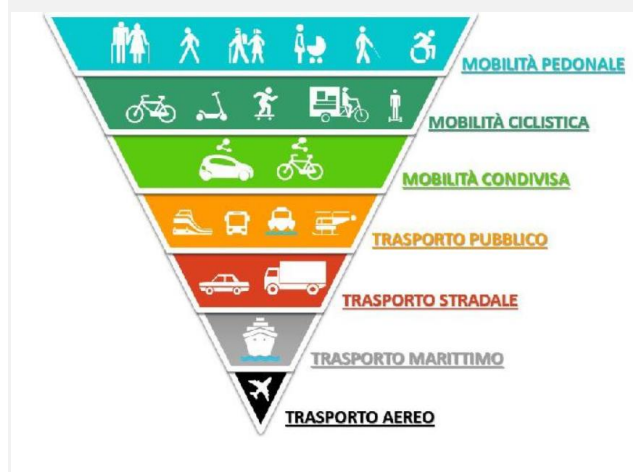 MOBILITÀ PEDONALE
MOBILITÀ CICLISTICA
MOBILITÀ CONDIVISA
TRASPORTO PUBBLICO
TRASPORTO STRADALE
TRASPORTO MARITTIMO
TRASPORTO AEREO